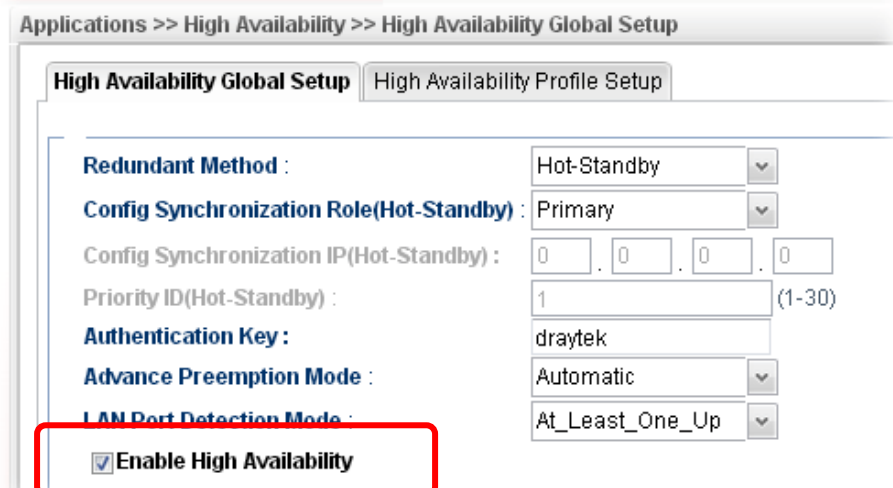 Applications >> High Availability >> High Availability Global Setup
High Availability Global Setup High Availability Profile Setup
Redundant Method : Hot-Standby
Config Synchronization Role(Hot-Standby) : Primary
Config Synchronization IP(Hot-Standby) : 0 . 0 . 0 . 0
Priority ID(Hot-Standby) : 1 (1-30)
Authentication Key : draytek
Advance Preemption Mode : Automatic
LAN Port Detection Mode : At_Least_One_Up
Enable High Availability